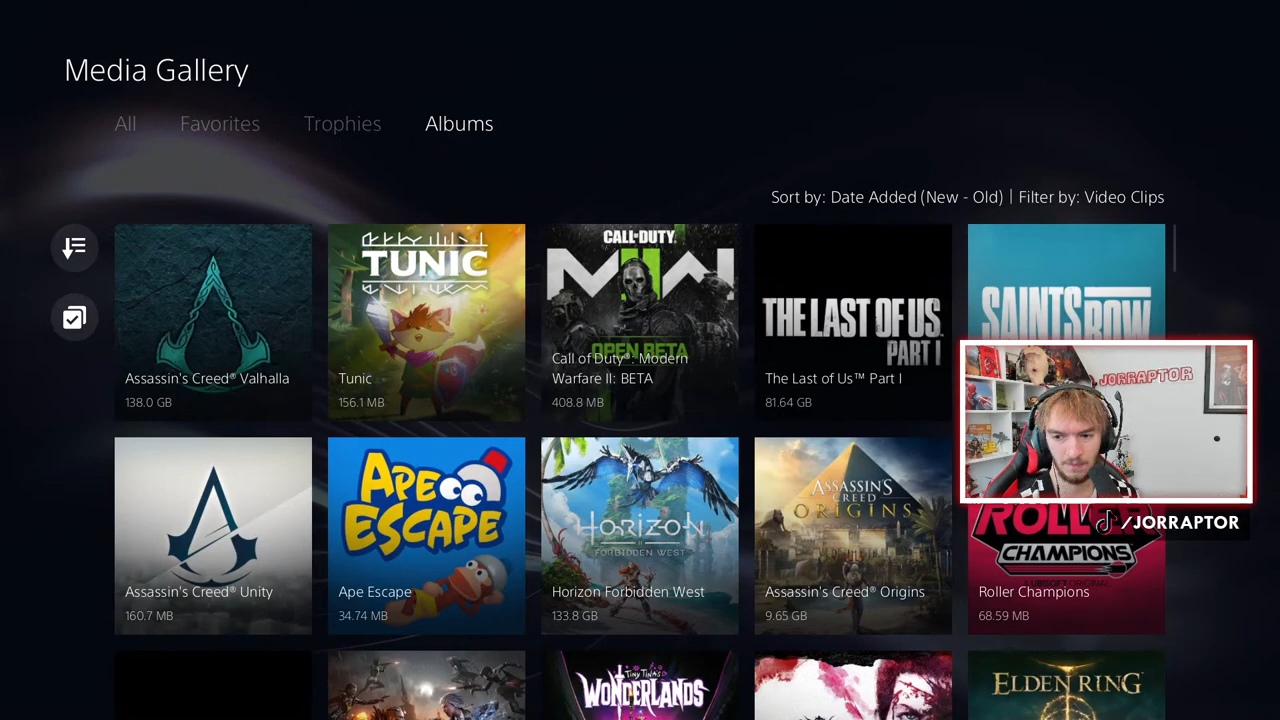 Media Gallery
All Favorites Trophies Albums
Sort by: Date Added (New - Old) | Filter by: Video Clips
TUNIC
Tunic
156.1 MB
Assassin's Creed® Valhalla
138.0 GB
CALL OF DUTY
MWII
OPEN BETA
Call of Duty®: Modern
Warfare II: BETA
408.8 MB
THE LAST OF US
PART I
The Last of Us™ Part I
81.64 GB
SAINTS ROW
JORRAPTOR
/JORRAPTOR
Assassin's Creed® Unity
160.7 MB
APE
ESCAPE
Ape Escape
34.74 MB
HORIZON
FORBIDDEN WEST
Horizon Forbidden West
133.8 GB
ASSASSIN'S
CREED
ORIGINS
Assassin's Creed® Origins
9.65 GB
ROLLER
CHAMPIONS
A UBISOFT ORIGINAL
Roller Champions
68.59 MB
TINY TINA'S
WONDERLANDS
ELDEN RING